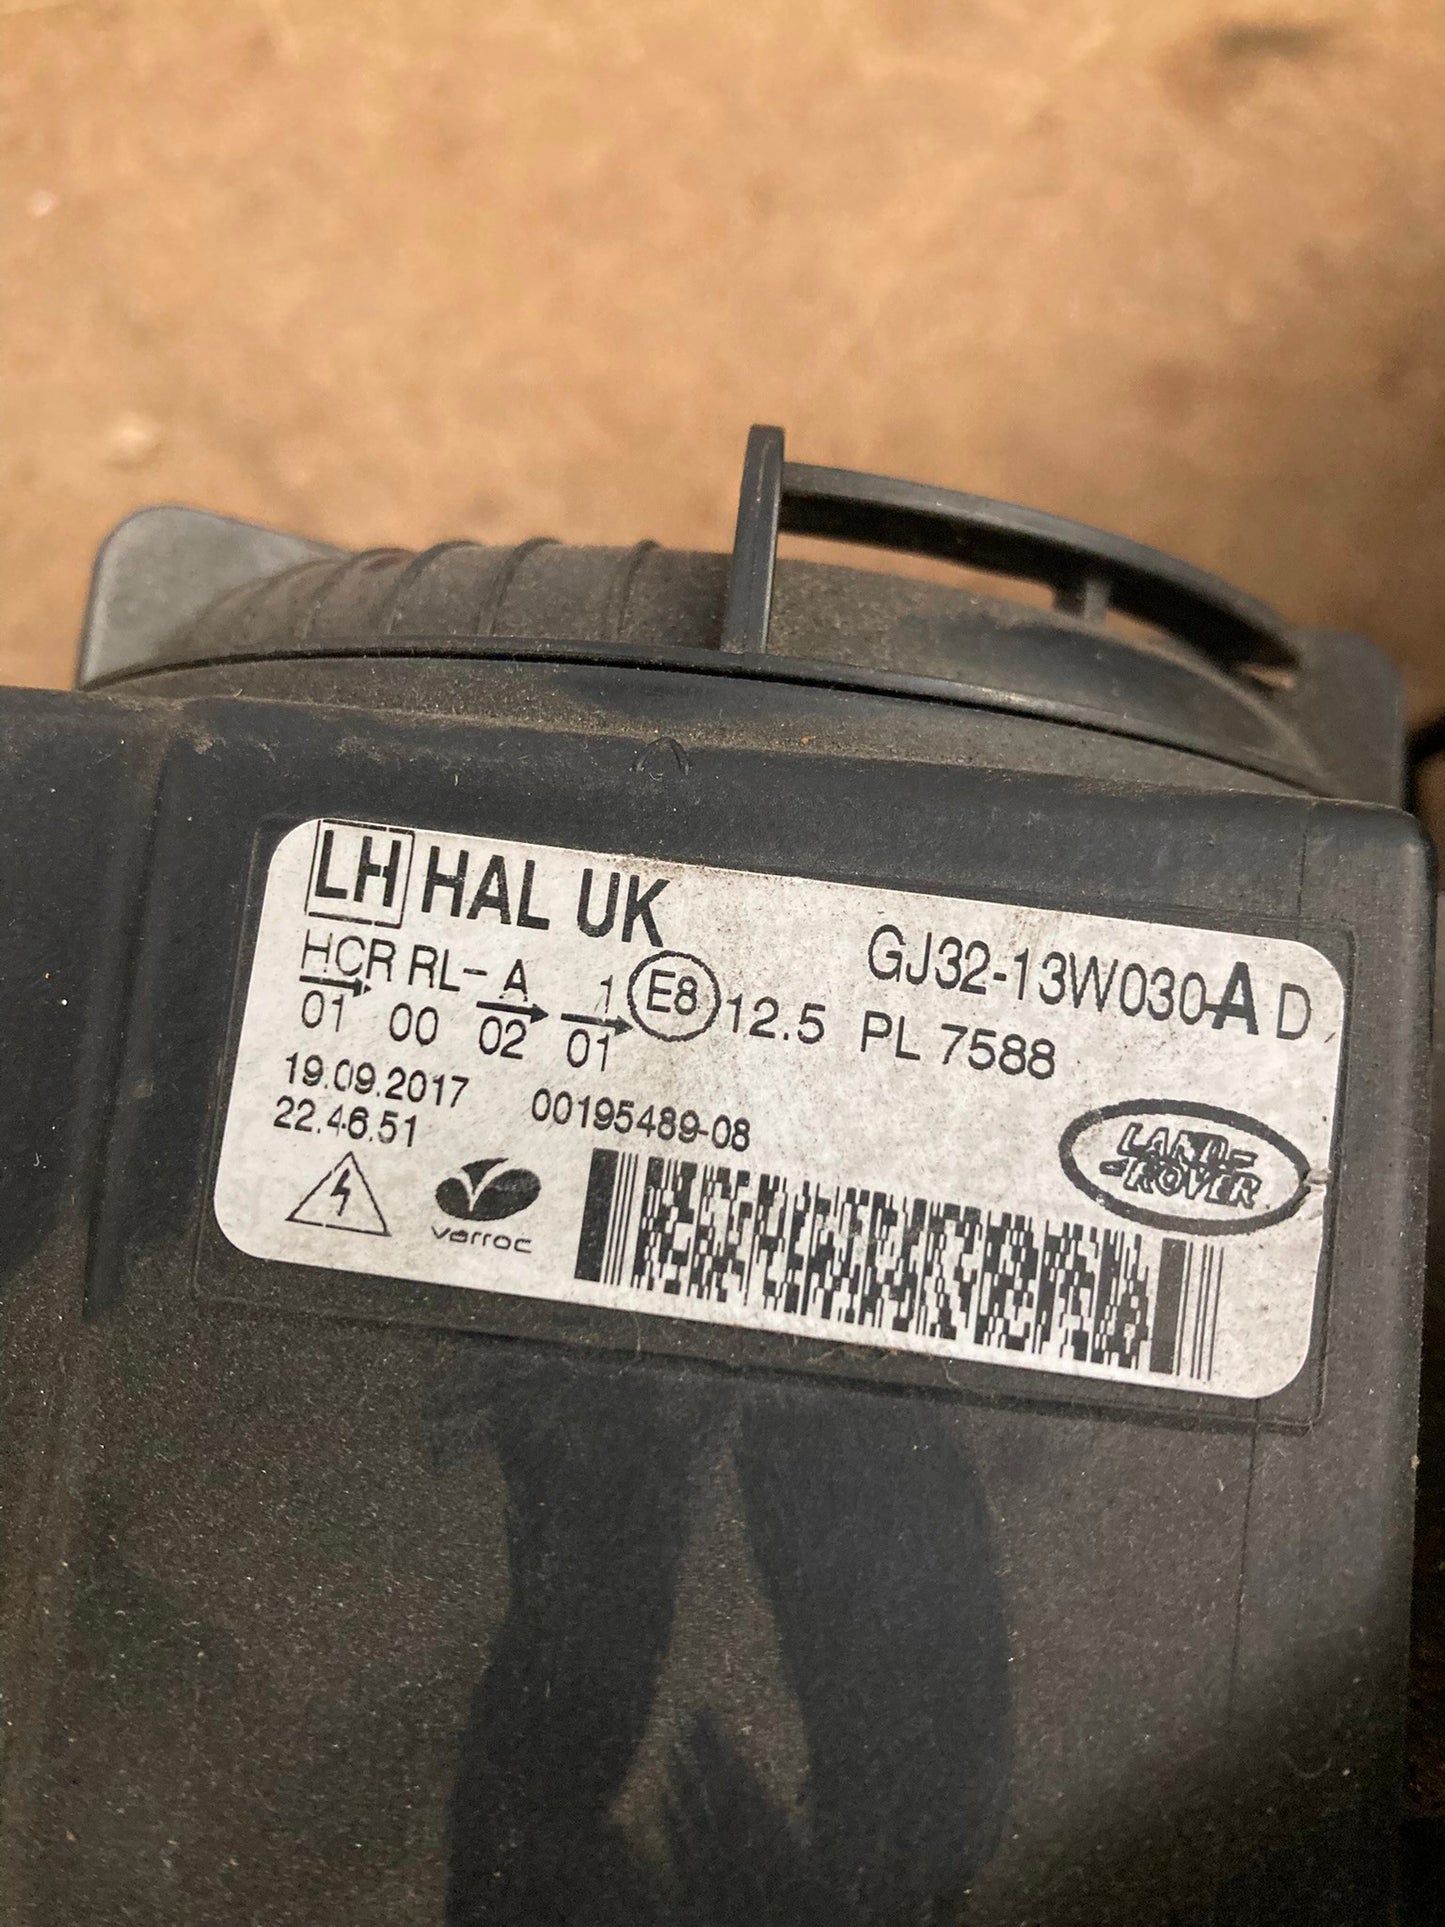 LH HAL UK
HCR RL- A 1 E8 12.5 PL 7588 GJ32-13W030-A D
01 00 02 01
19.09.2017
22.46.51
00195489-08
varroc
LAND-
-ROVER